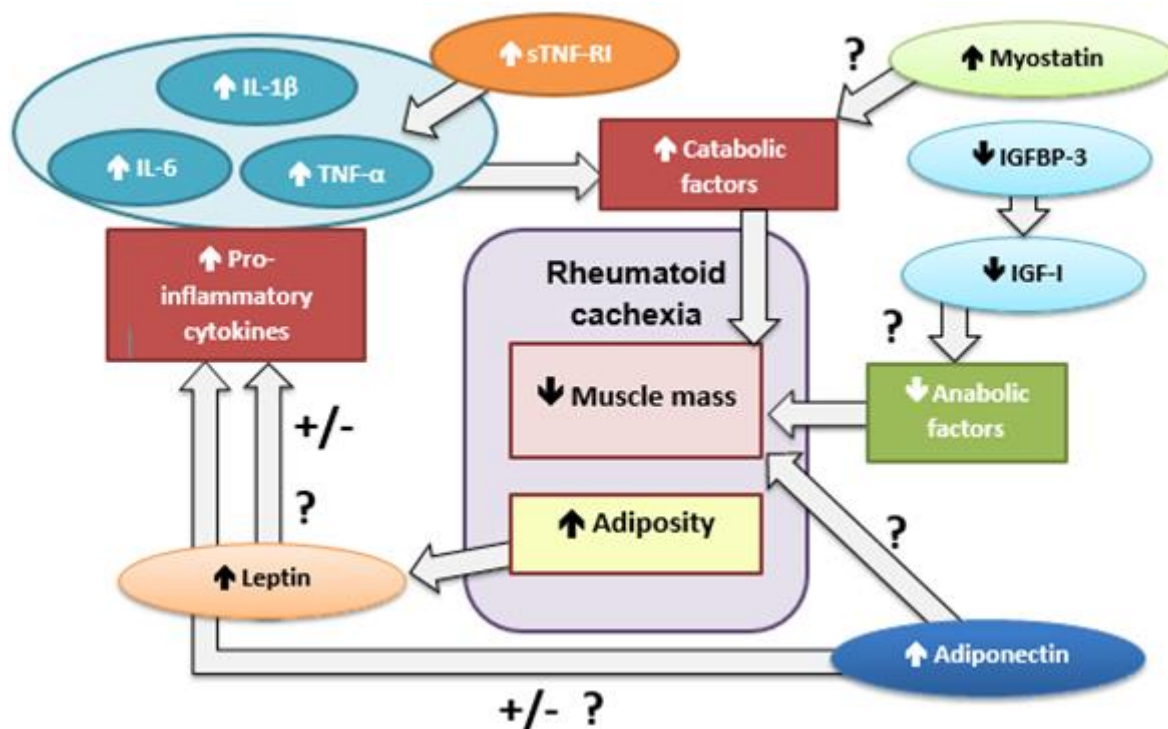 ⬆ sTNF-RI
?
⬆ Myostatin
⬆ IL-1β
⬆ IL-6
⬆ TNF-α
⬆ Catabolic
factors
⬇ IGFBP-3
⬇ IGF-I
?
⬆ Pro-
inflammatory
cytokines
Rheumatoid
cachexia
⬇ Muscle mass
⬇ Anabolic
factors
+/-
?
⬆ Adiposity
?
⬆ Leptin
⬆ Adiponectin
+/- ?